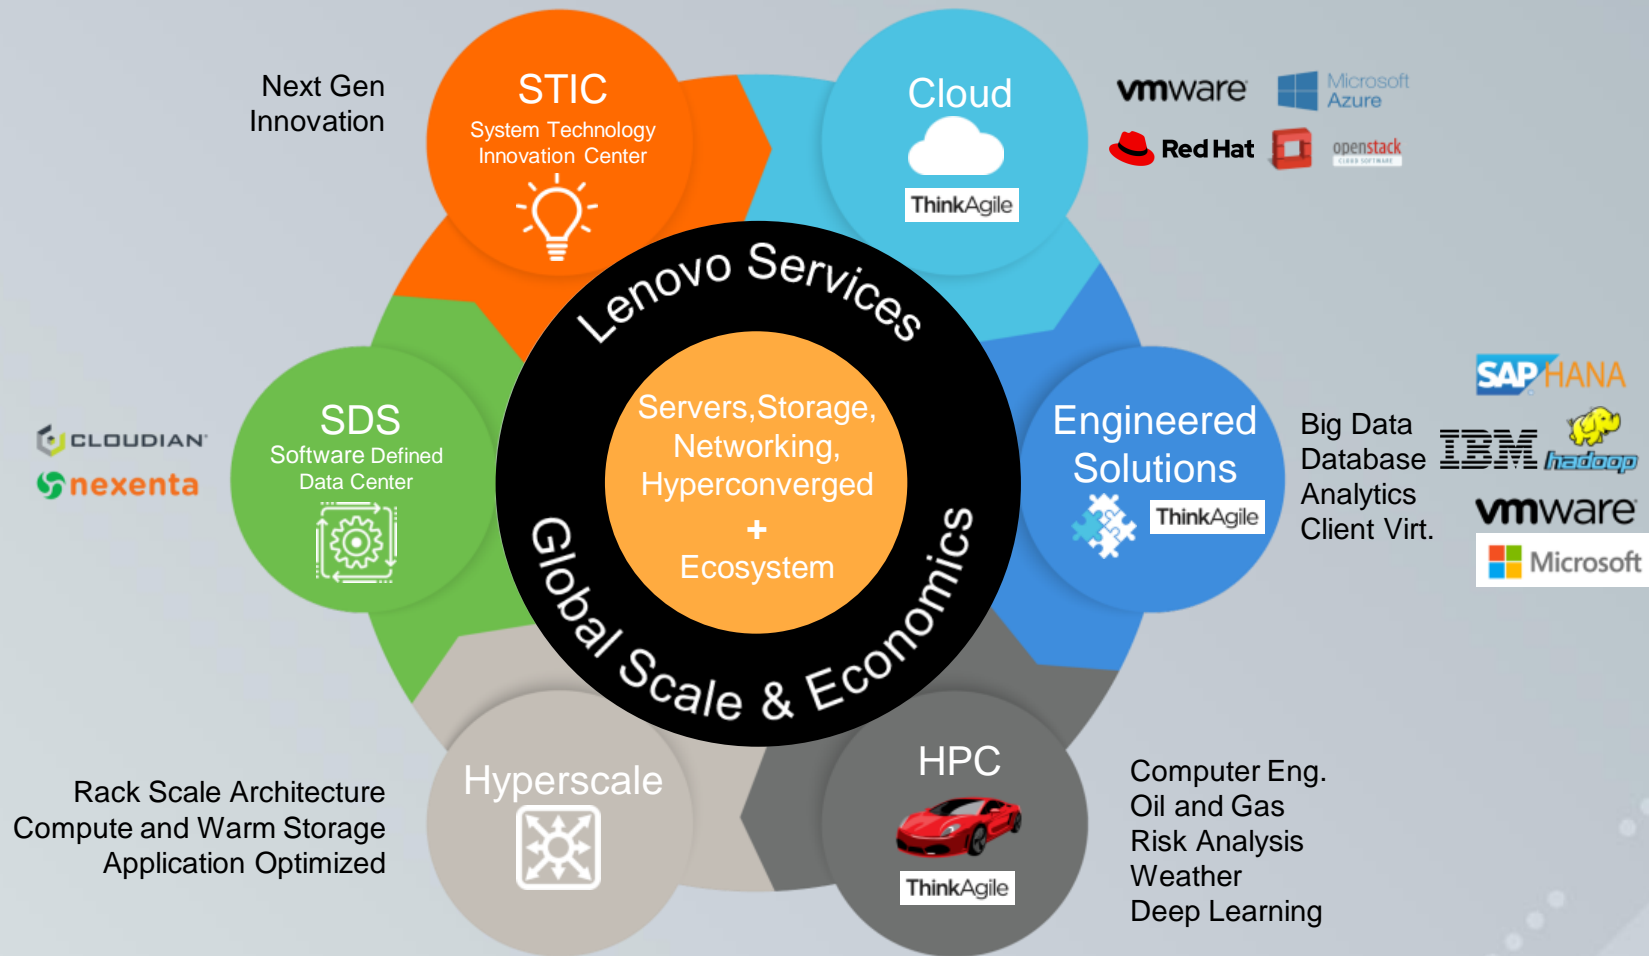 Next Gen
Innovation
STIC
System Technology
Innovation Center
Cloud
ThinkAgile
vmware
Microsoft
Azure
Red Hat
openstack
CLOUD SOFTWARE
Lenovo Services
Servers,Storage,
Networking,
Hyperconverged
+
Ecosystem
Global Scale & Economics
CLOUDIAN
nexenta
SDS
Software Defined
Data Center
Engineered
Solutions
ThinkAgile
Big Data
Database
Analytics
Client Virt.
SAP HANA
IBM
hadoop
vmware
Microsoft
Rack Scale Architecture
Compute and Warm Storage
Application Optimized
Hyperscale
HPC
ThinkAgile
Computer Eng.
Oil and Gas
Risk Analysis
Weather
Deep Learning